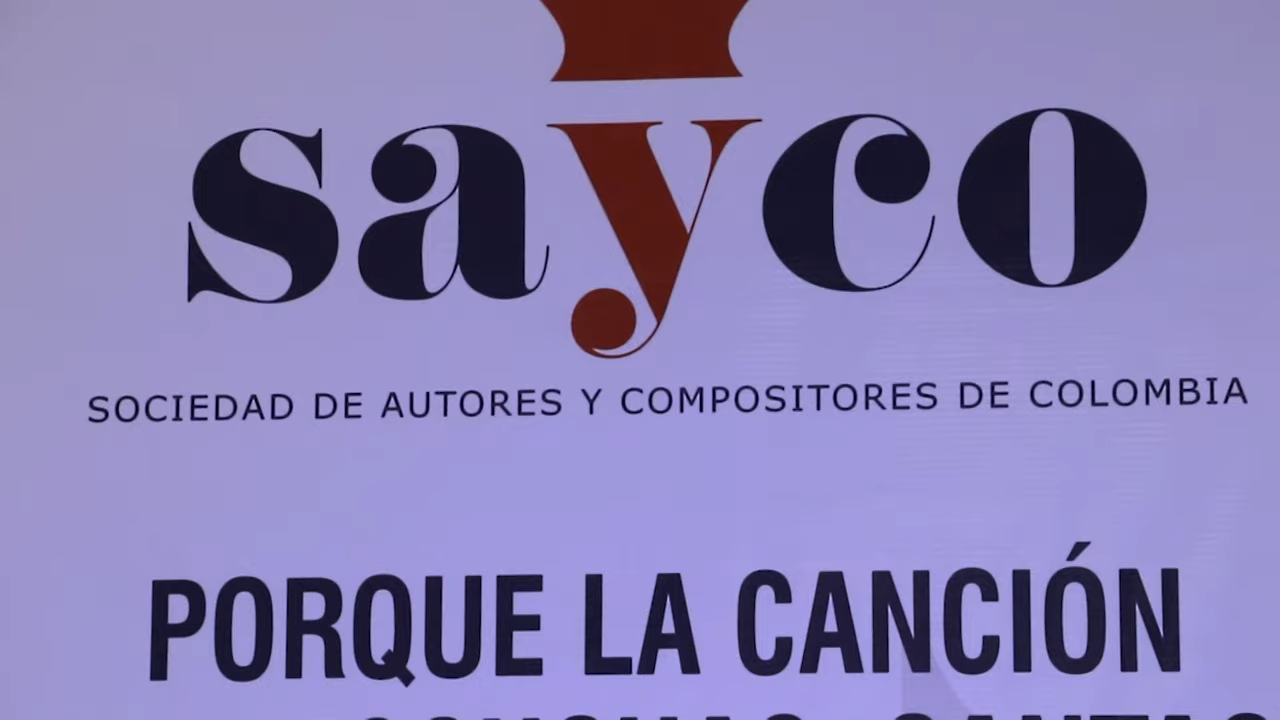 sayco
SOCIEDAD DE AUTORES Y COMPOSITORES DE COLOMBIA
PORQUE LA CANCIÓN